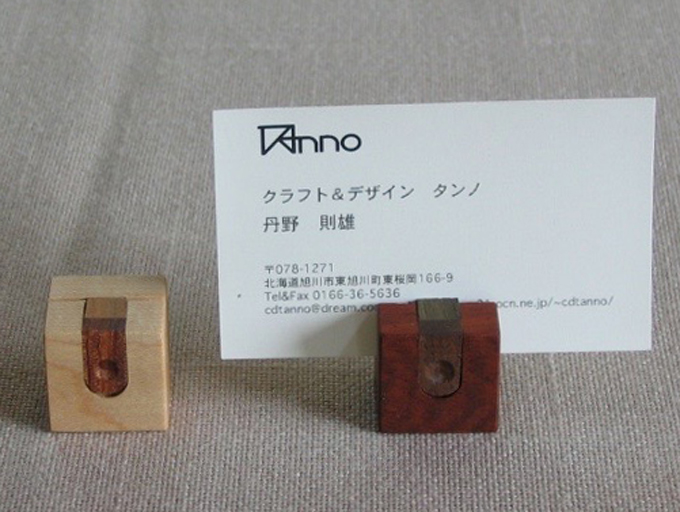 TAnno
クラフト＆デザイン タンノ
丹野 則雄
〒078-1271
北海道旭川市東旭川町東桜岡166-9
Tel&Fax 0166-36-5636
cdtanno@dream.oc ocn.ne.jp/~cdtanno/